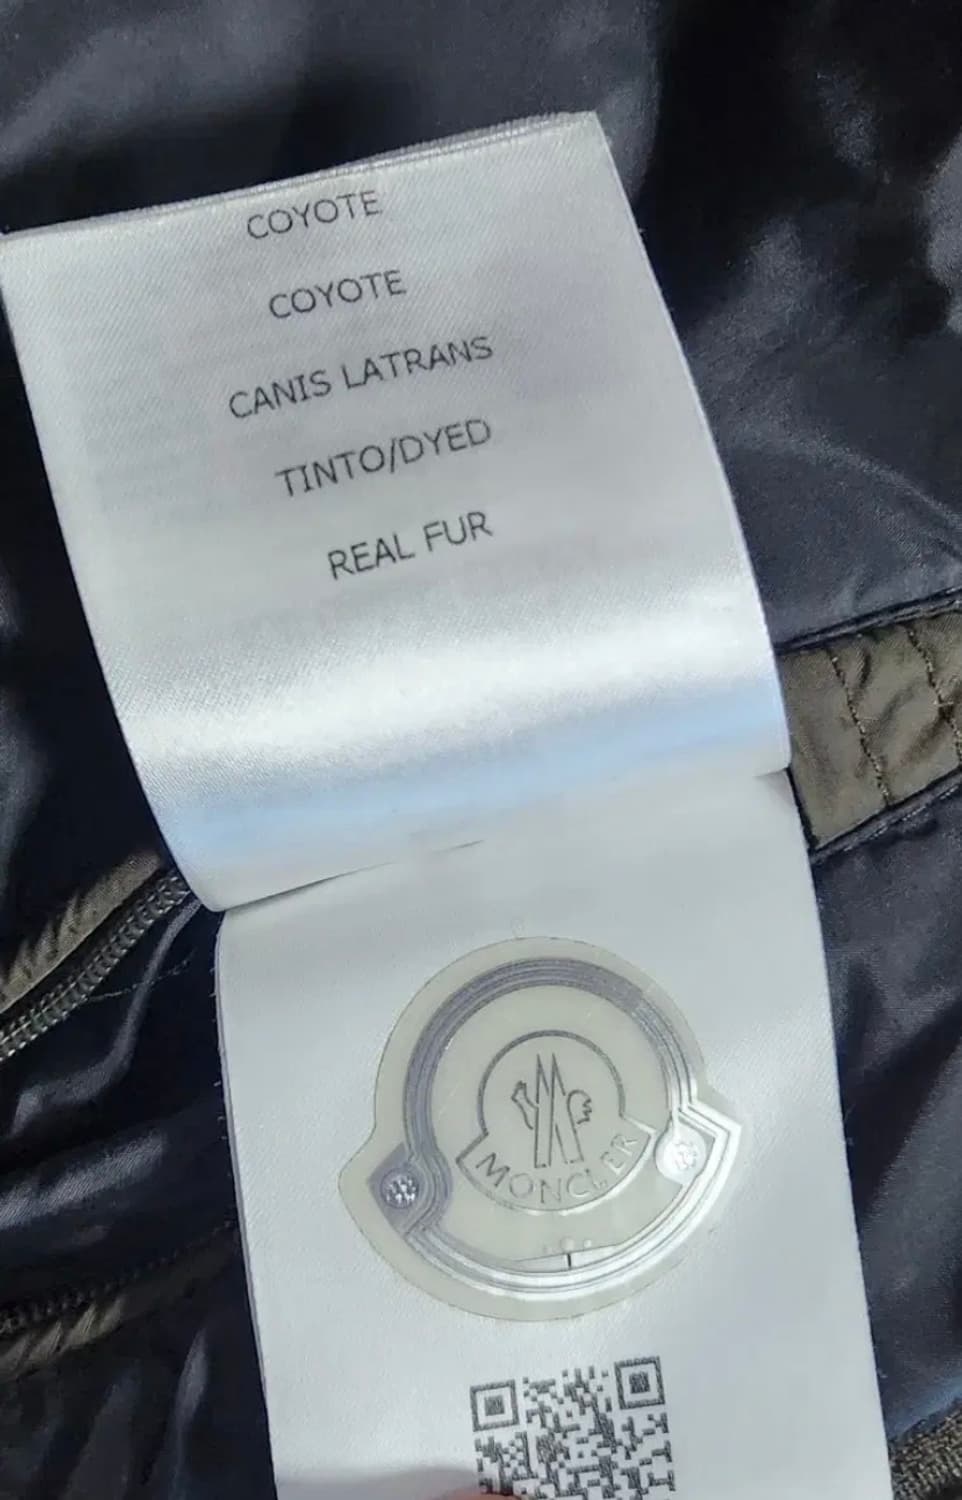 COYOTE
COYOTE
CANIS LATRANS
TINTO/DYED
REAL FUR
MONCLER